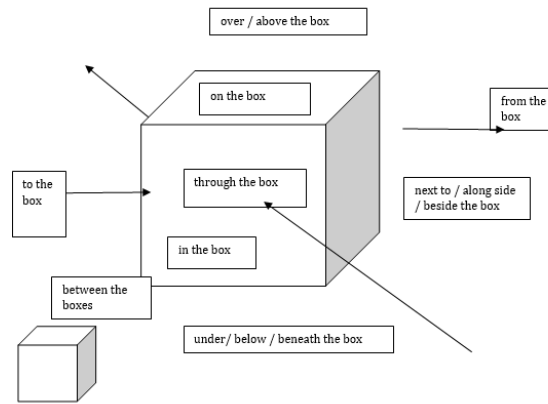 over / above the box
on the box
from the
box
to the
box
through the box
next to / along side
/ beside the box
in the box
between the
boxes
under/ below / beneath the box